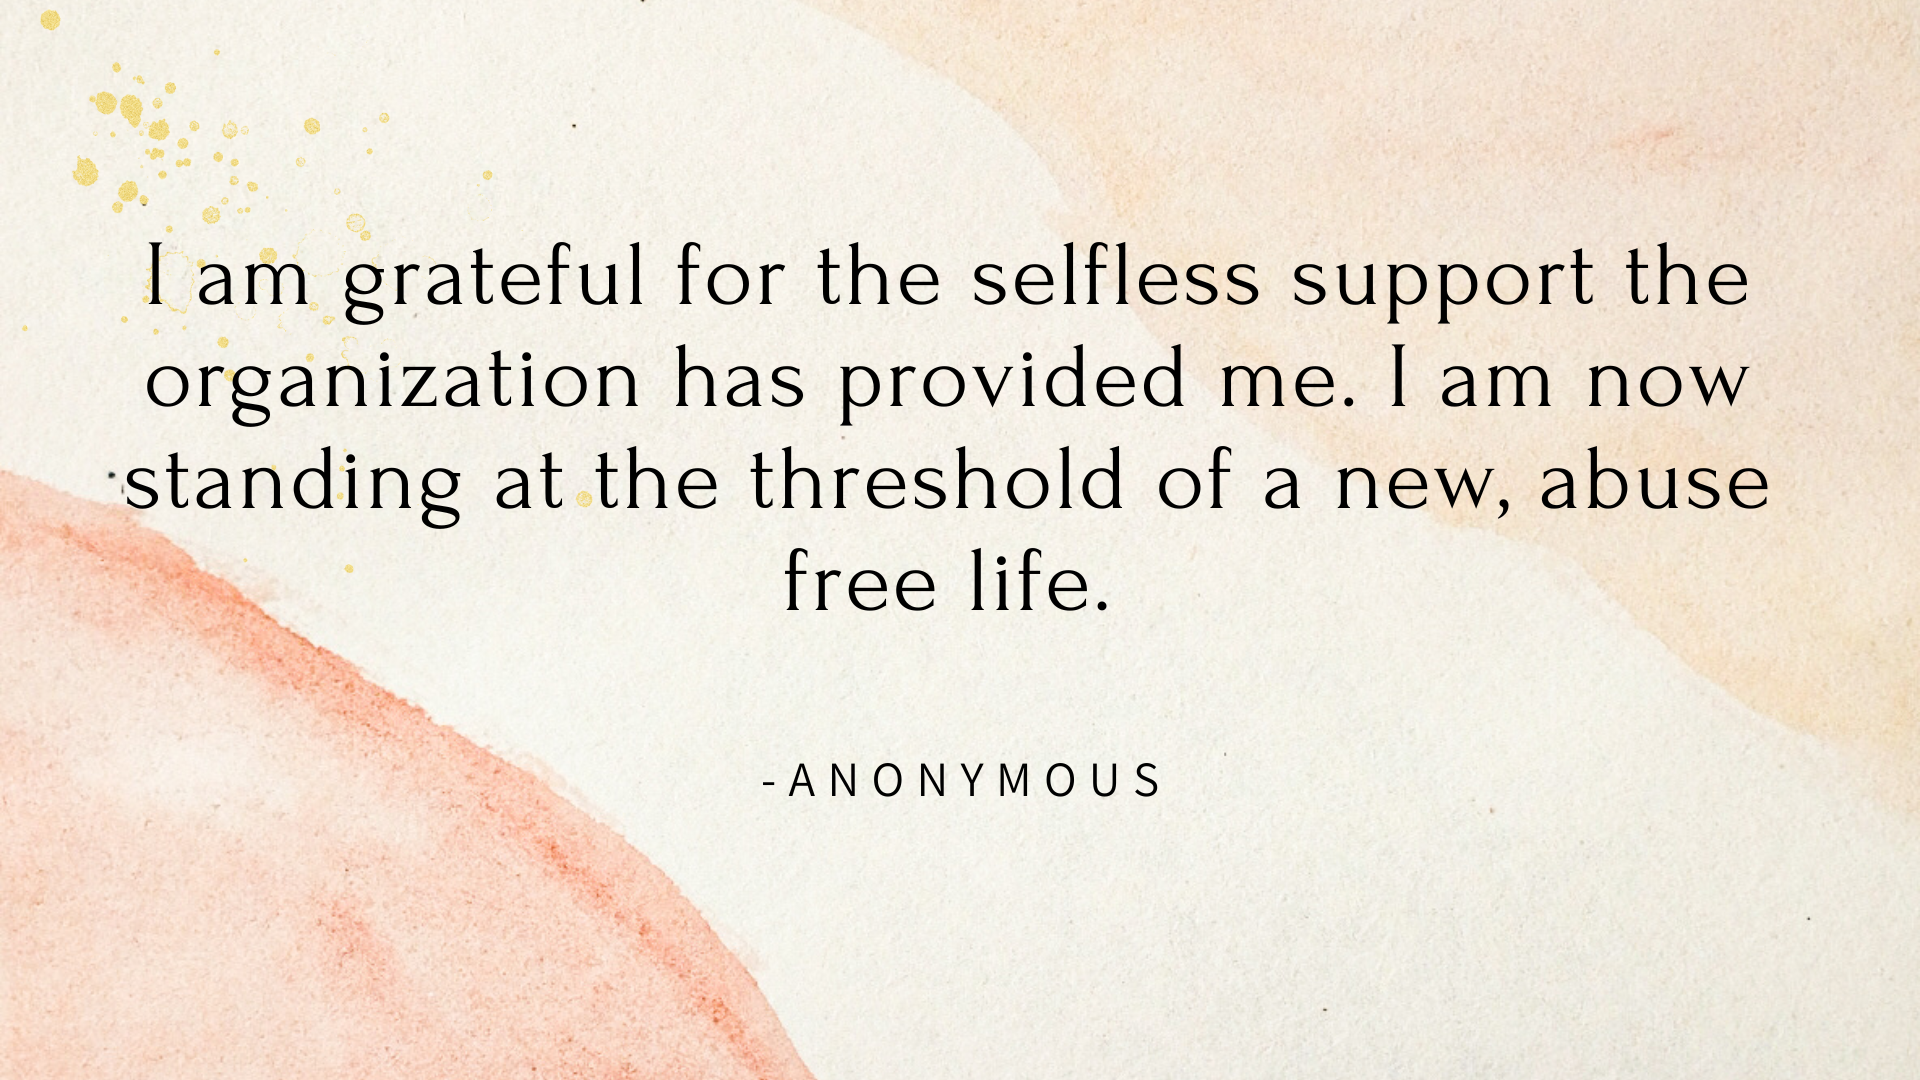 I am grateful for the selfless support the
organization has provided me. I am now
standing at the threshold of a new, abuse
free life.
-ANONYMOUS